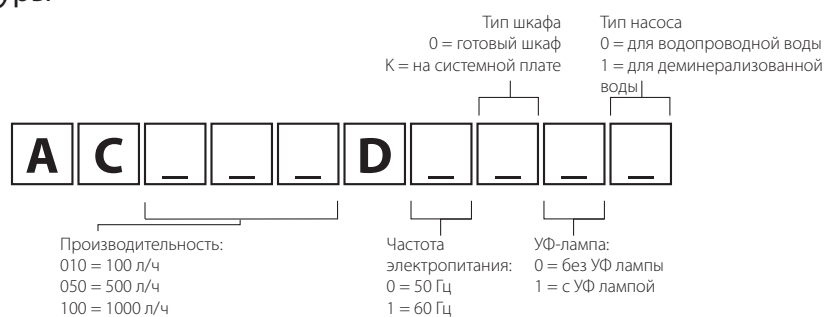 Тип шкафа
0 = готовый шкаф
K = на системной плате
Тип насоса
0 = для водопроводной воды
1 = для деминерализованной
воды
A C _ _ _ D _ _ _ _
Производительность:
010 = 100 л/ч
050 = 500 л/ч
100 = 1000 л/ч
Частота
электропитания:
0 = 50 Гц
1 = 60 Гц
УФ-лампа:
0 = без УФ лампы
1 = с УФ лампой